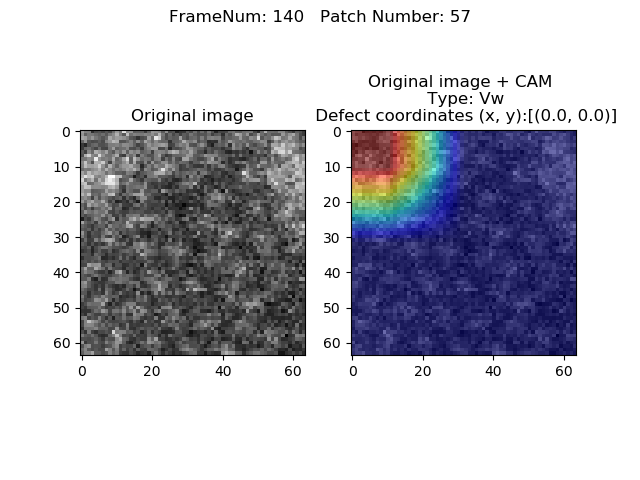 FrameNum: 140   Patch Number: 57
Original image
Original image + CAM
Type: Vw
Defect coordinates (x, y):[(0.0, 0.0)]
0
10
20
30
40
50
60
0 20 40 60
0
10
20
30
40
50
60
0 20 40 60